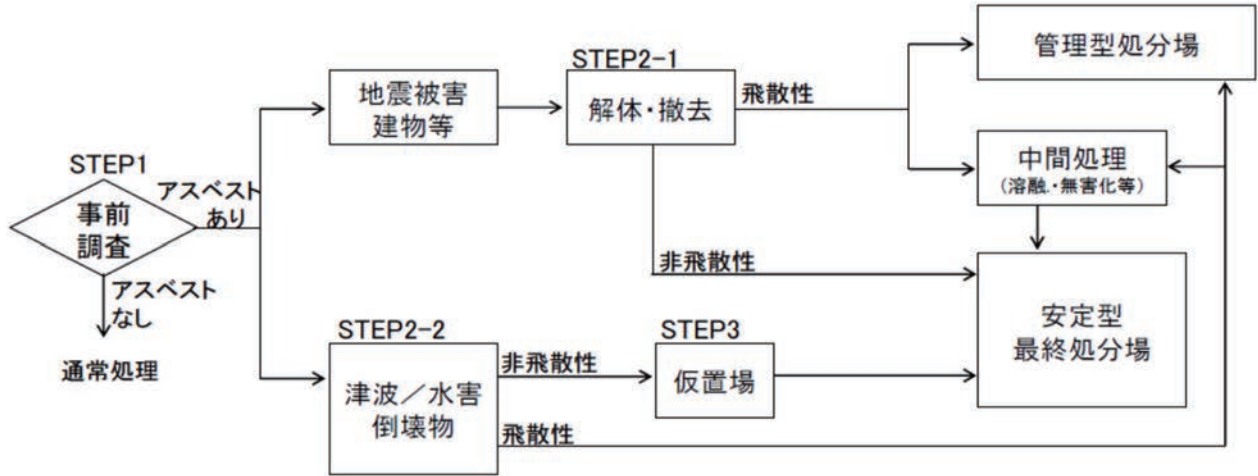 STEP1
事前
調査
アスベスト
あり
アスベスト
なし
通常処理
地震被害
建物等
STEP2-1
解体・撤去
飛散性
非飛散性
管理型処分場
中間処理
(溶融.・無害化等)
安定型
最終処分場
STEP2-2
津波／水害
倒壊物
非飛散性
飛散性
STEP3
仮置場